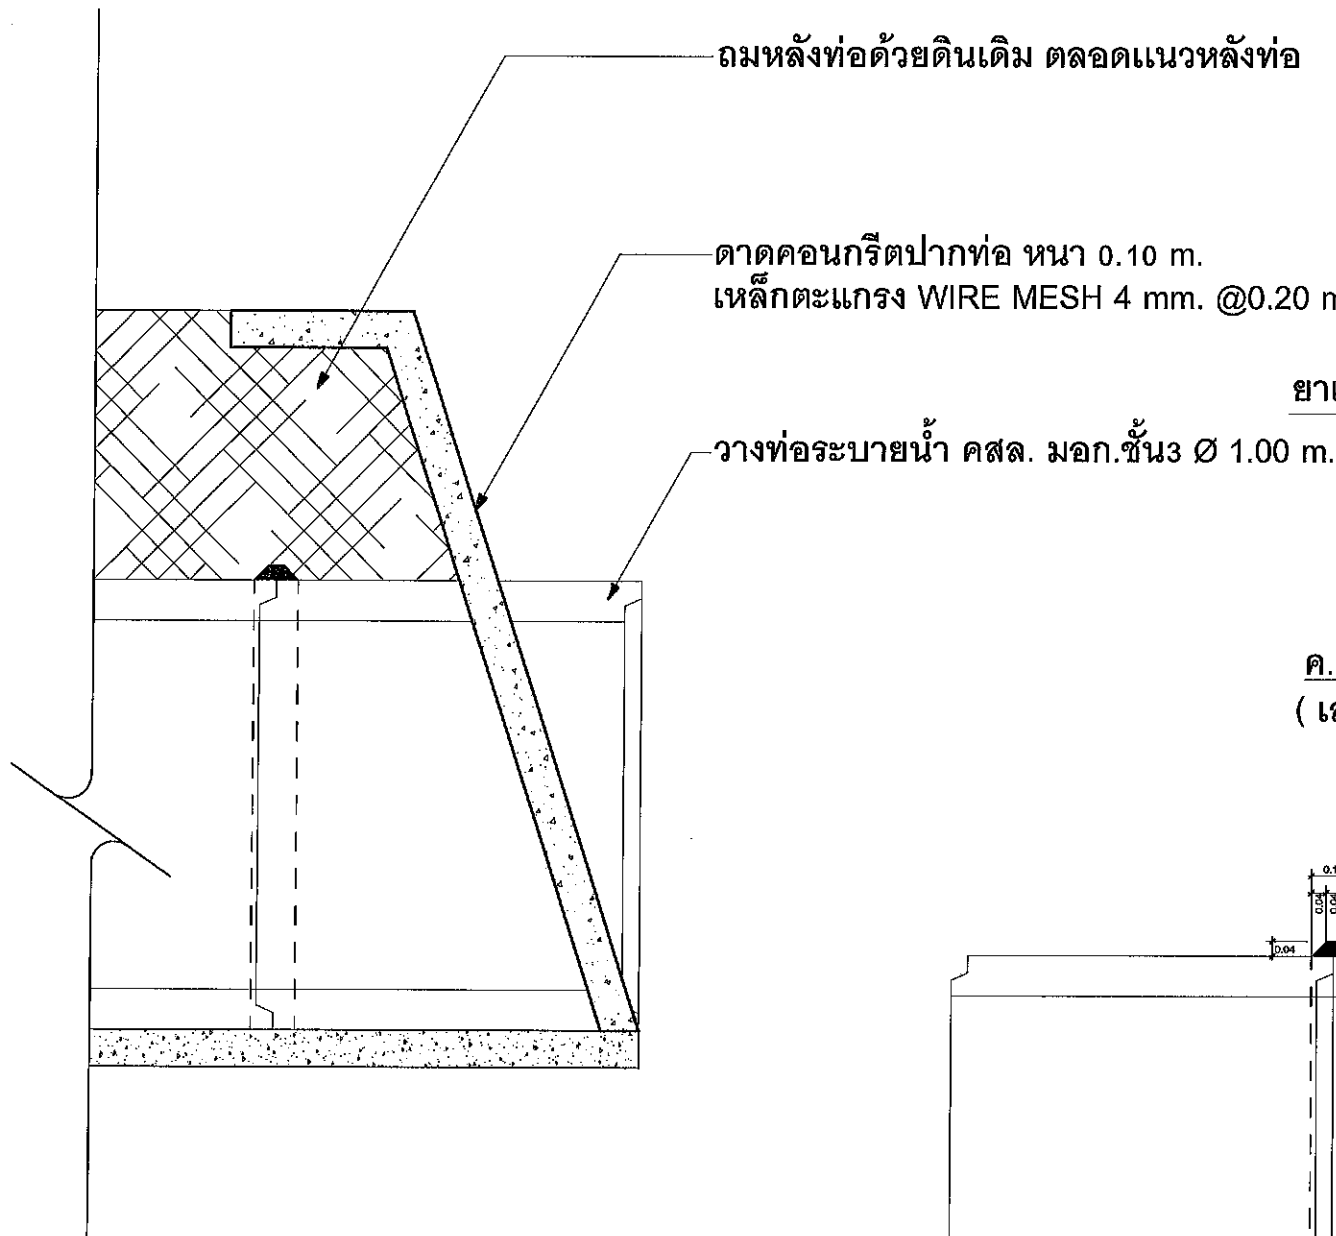 ถมหลังท่อด้วยดินเดิม ตลอดแนวหลังท่อ
ดาดคอนกรีตปากท่อ หนา 0.10 m.
เหล็กตะแกรง WIRE MESH 4 mm. @0.20
วางท่อระบายน้ำ คสล. มอก.ชั้น3 Ø 1.00 m.
0.04
0.04
0.04